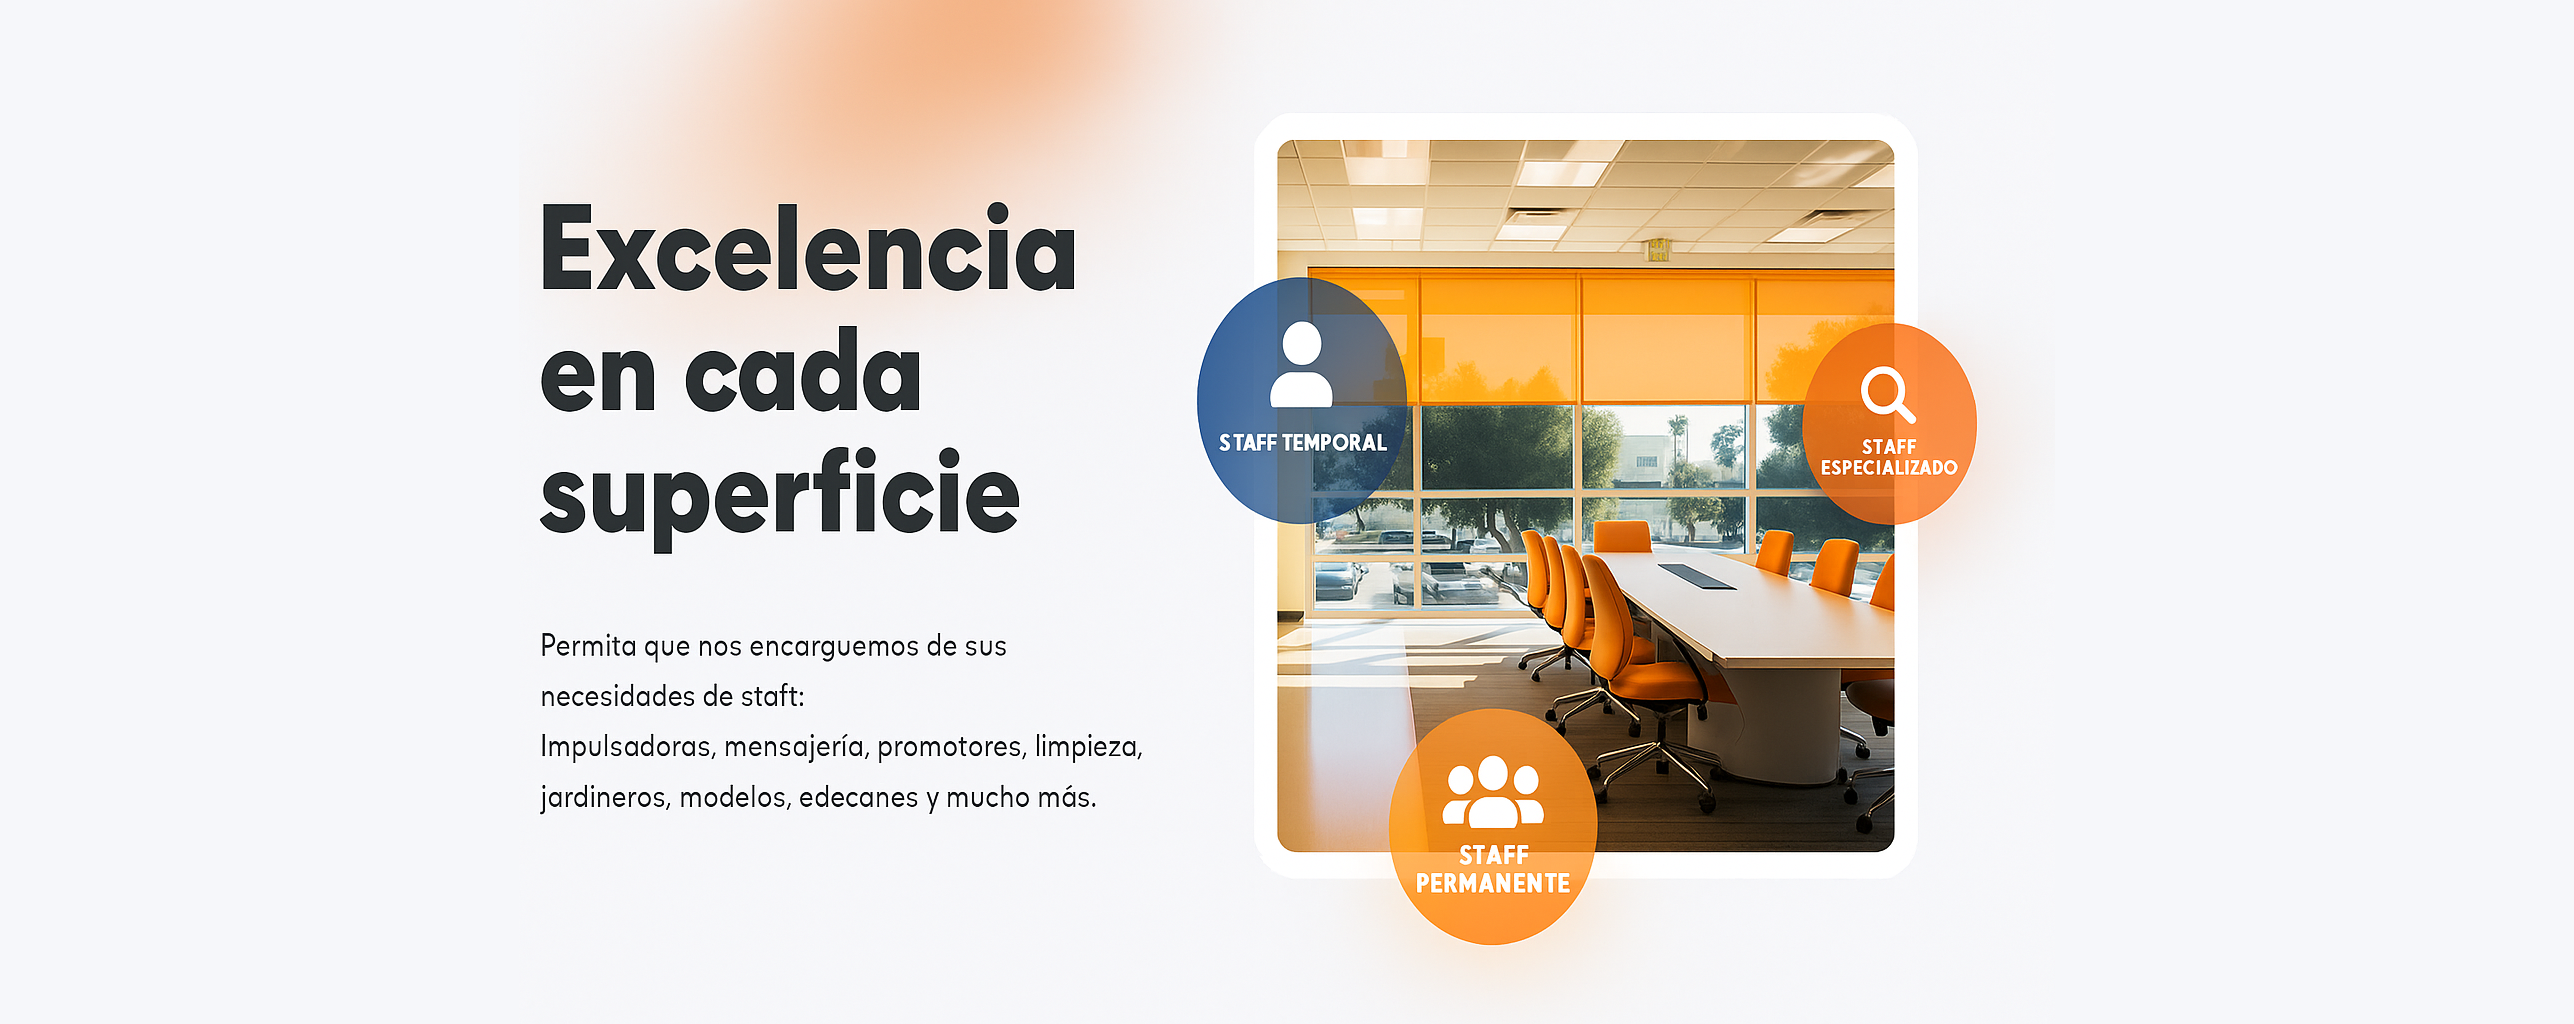 Excelencia
en cada
superficie
Permita que nos encarguemos de sus
necesidades de staft:
Impulsadoras, mensajería, promotores, limpieza,
jardineros, modelos, edecanes y mucho más.
STAFF TEMPORAL
STAFF
ESPECIALIZADO
STAFF
PERMANENTE